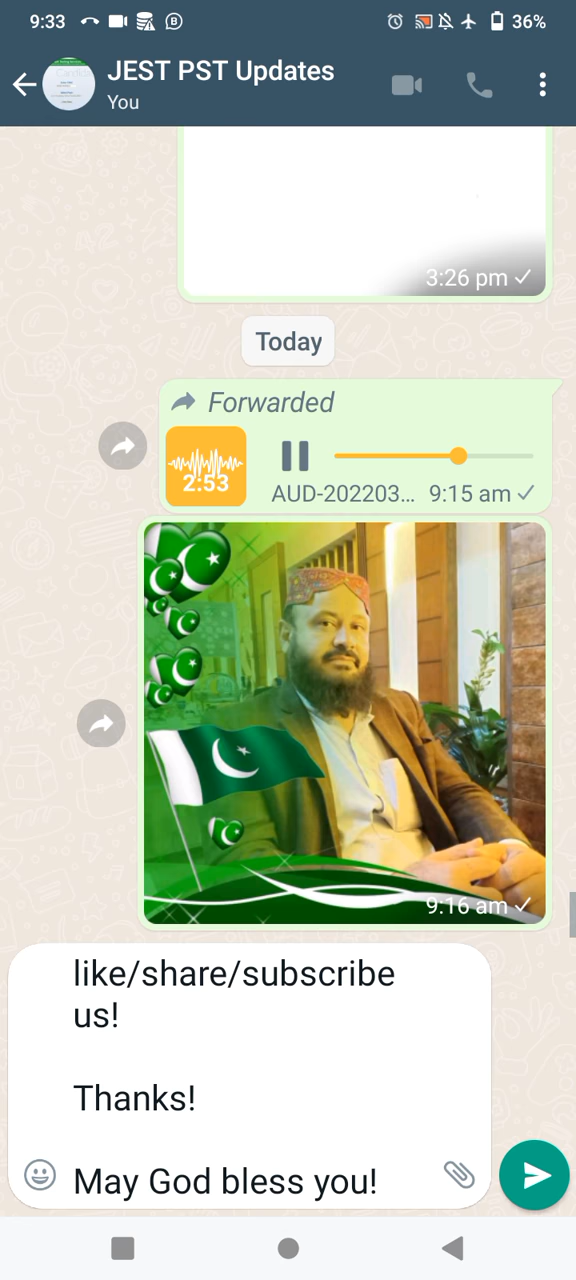 9:33
36%
JEST PST Updates
You
3:26 pm
Today
Forwarded
2:53
AUD-202203... 9:15 am
9:16 am
like/share/subscribe
us!
Thanks!
May God bless you!